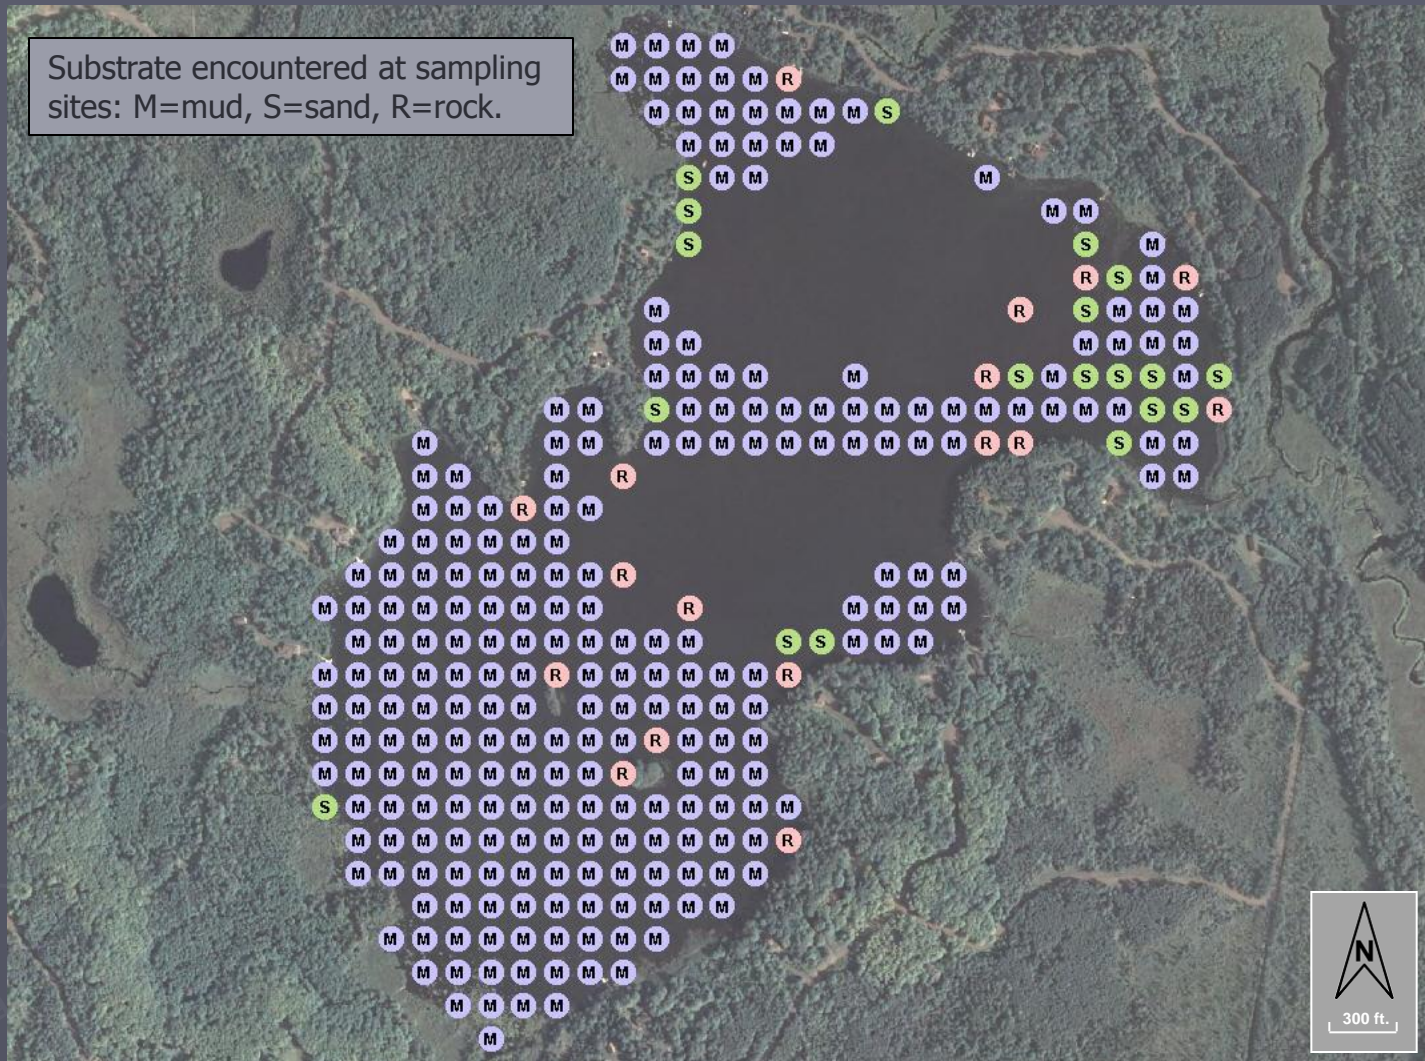 Substrate encountered at sampling
sites: M=mud, S=sand, R=rock.
M M M M
M M M M M R
M M M M M M M S
M M M M M
S M M M
S M M
S S M
R S M R
M R S M M M
M M M M M M
M M M M M R S M S S S M S
M M S M M M M M M M M M M M M M M S S R
M M M M M M M M M M M M M R R S M M
M M M R M M
M M M R M M
M M M M M M
M M M M M M M M R M M M
M M M M M M M M M R M M M M
M M M M M M M M M M M S S M M M
M M M M M M M R M M M M M M R
M M M M M M M M M M M M M
M M M M M M M M M M R M M M
M M M M M M M M M R M M M
S M M M M M M M M M M M M M M
M M M M M M M M M M M M M R
M M M M M M M M M M M M M
M M M M M M M M M M
M M M M M M M M M
M M M M M M M
M M M M
M
N
300 ft.